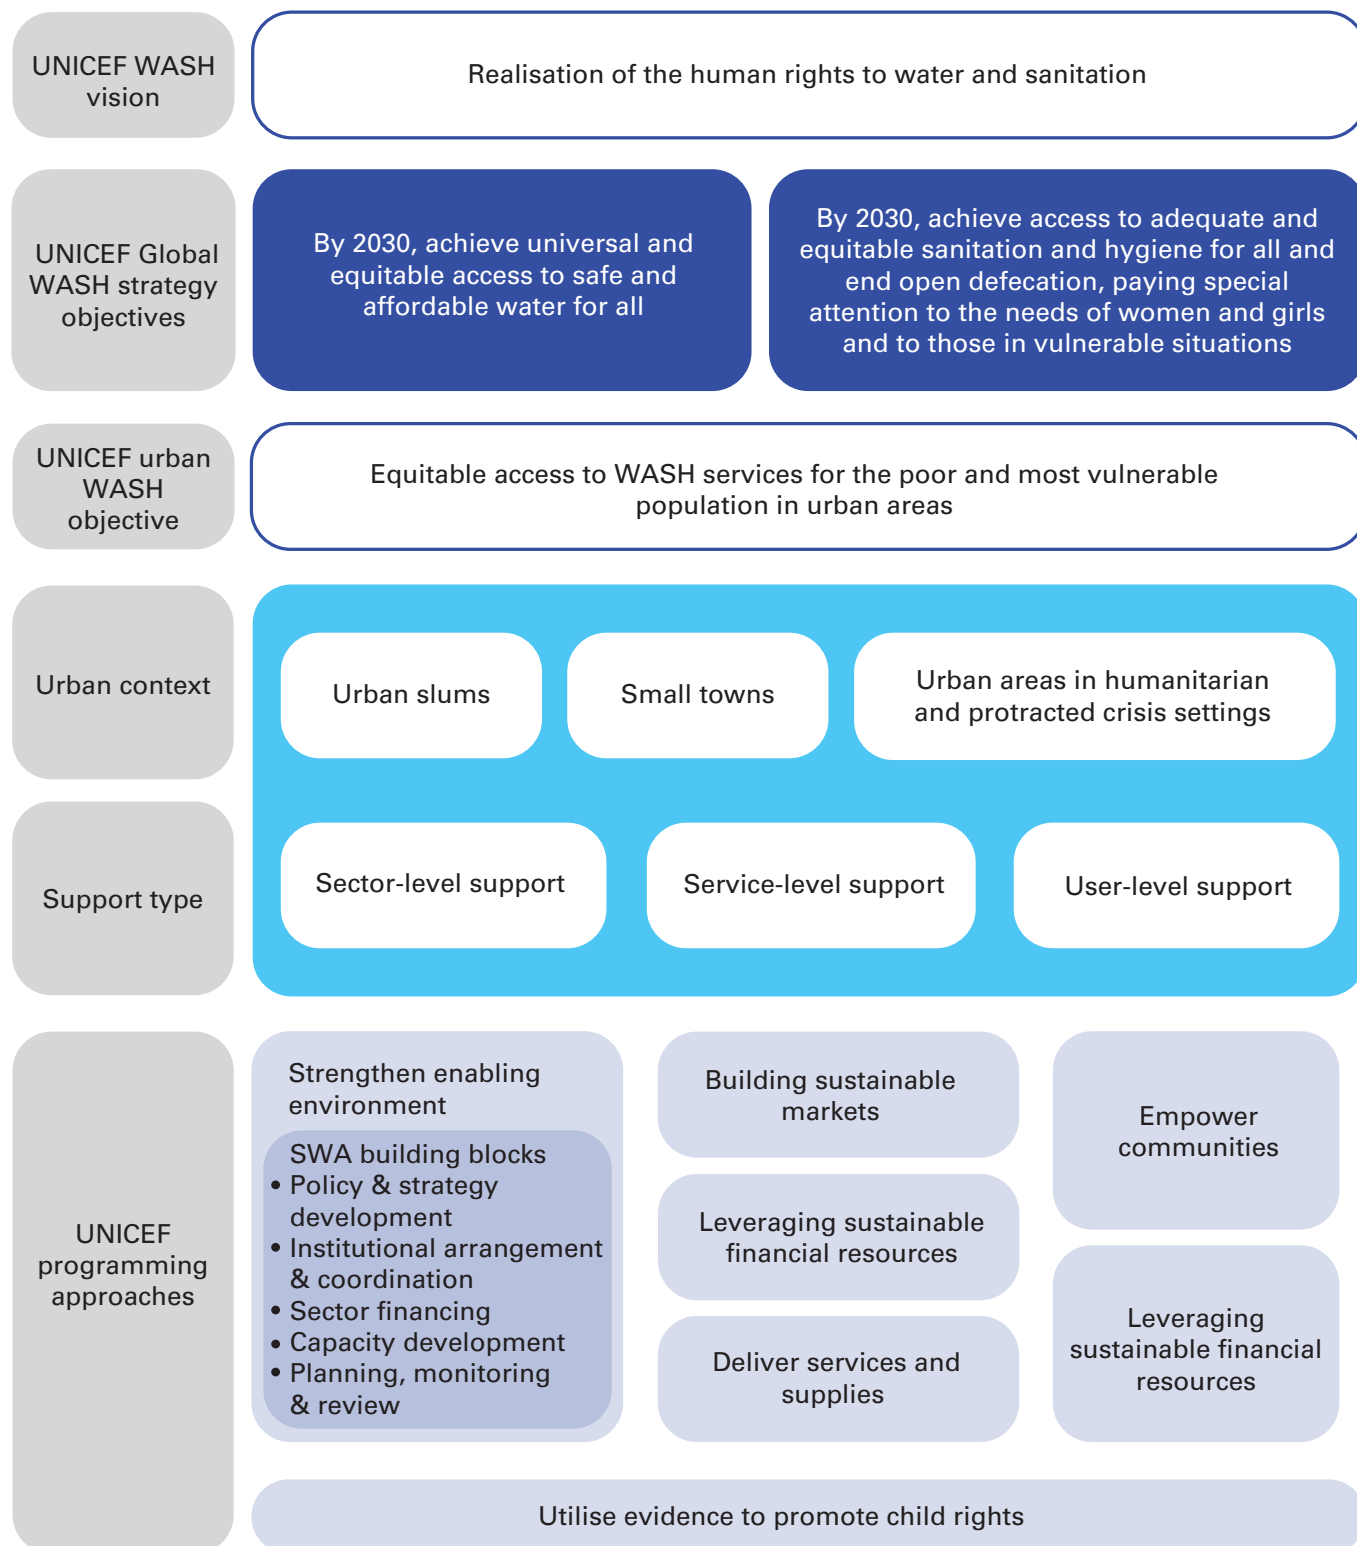 UNICEF WASH
vision
Realisation of the human rights to water and sanitation
UNICEF Global
WASH strategy
objectives
By 2030, achieve universal and
equitable access to safe and
affordable water for all
By 2030, achieve access to adequate and
equitable sanitation and hygiene for all and
end open defecation, paying special
attention to the needs of women and girls
and to those in vulnerable situations
UNICEF urban
WASH
objective
Equitable access to WASH services for the poor and most vulnerable
population in urban areas
Urban context
Urban slums
Small towns
Urban areas in humanitarian
and protracted crisis settings
Support type
Sector-level support
Service-level support
User-level support
UNICEF
programming
approaches
Strengthen enabling
environment
SWA building blocks
• Policy & strategy
development
• Institutional arrangement
& coordination
• Sector financing
• Capacity development
• Planning, monitoring
& review
Building sustainable
markets
Leveraging sustainable
financial resources
Deliver services and
supplies
Empower
communities
Leveraging
sustainable financial
resources
Utilise evidence to promote child rights